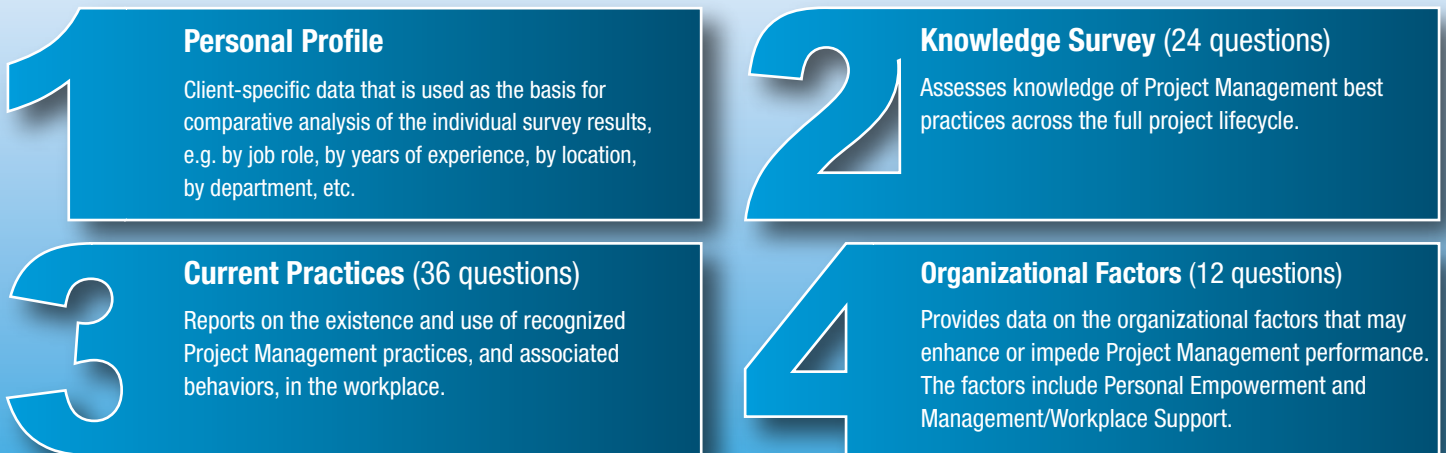 1
Personal Profile
Client-specific data that is used as the basis for
comparative analysis of the individual survey results,
e.g. by job role, by years of experience, by location,
by department, etc.
2
Knowledge Survey (24 questions)
Assesses knowledge of Project Management best
practices across the full project lifecycle.
3
Current Practices (36 questions)
Reports on the existence and use of recognized
Project Management practices, and associated
behaviors, in the workplace.
4
Organizational Factors (12 questions)
Provides data on the organizational factors that may
enhance or impede Project Management performance.
The factors include Personal Empowerment and
Management/Workplace Support.